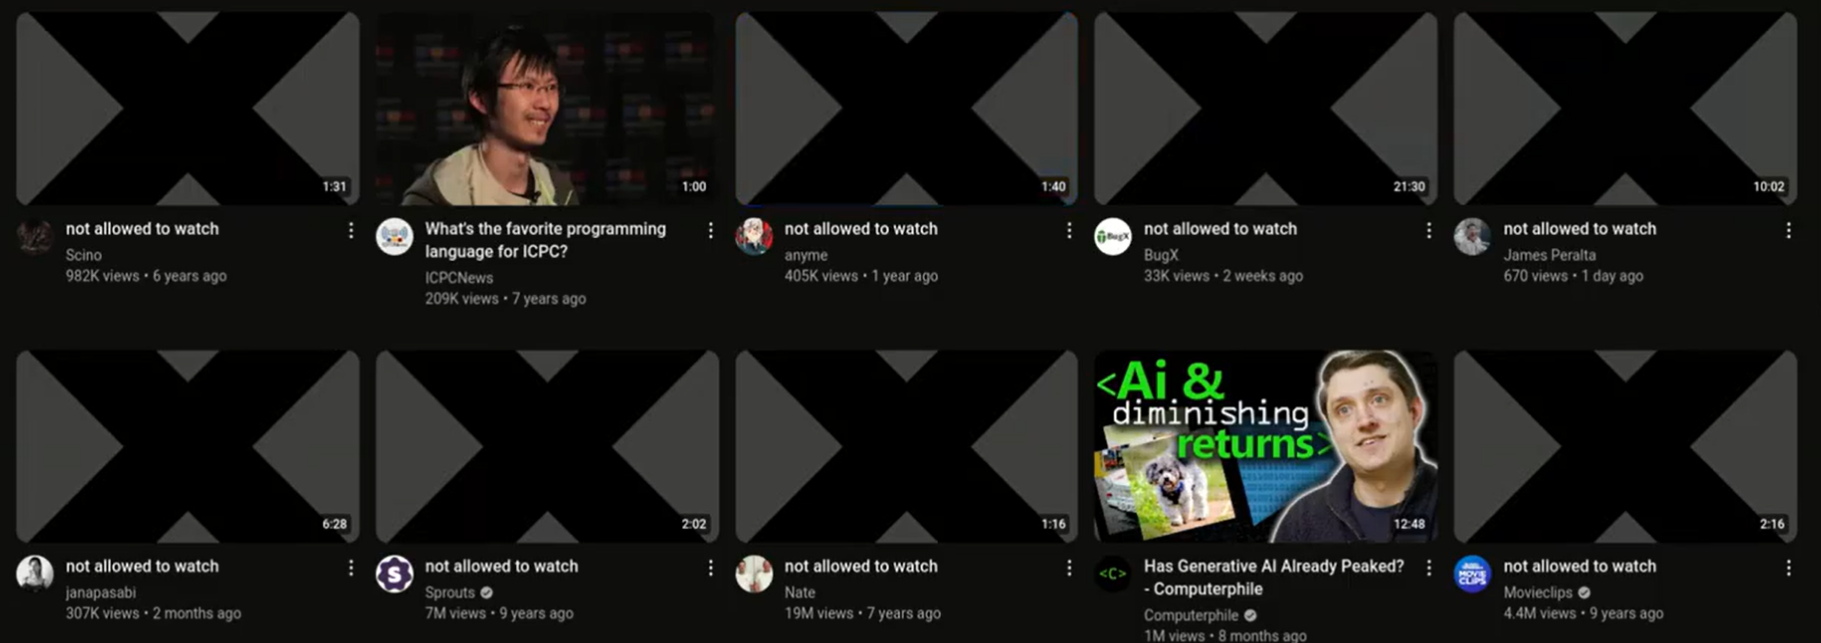 1:31
1:00
1:40
21:30
10:02
not allowed to watch
Scino
982K views • 6 years ago
What's the favorite programming
language for ICPC?
ICPCNews
209K views • 7 years ago
not allowed to watch
anyme
405K views • 1 year ago
BugX
not allowed to watch
BugX
33K views • 2 weeks ago
not allowed to watch
James Peralta
670 views • 1 day ago
6:28
2:02
1:16
<Ai &
diminishing
returns>
12:48
2:16
not allowed to watch
janapasabi
307K views • 2 months ago
S
not allowed to watch
Sprouts
7M views • 9 years ago
not allowed to watch
Nate
19M views • 7 years ago
<C>
Has Generative AI Already Peaked?
- Computerphile
Computerphile
1M views • 8 months ago
MOVIE
CLIPS
not allowed to watch
Movieclips
4.4M views • 9 years ago